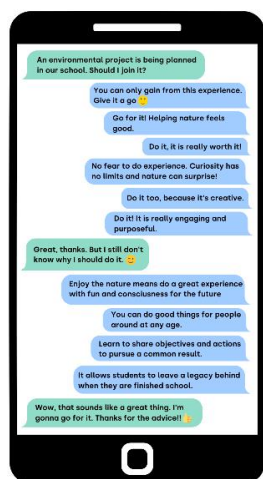 An environmental project is being planned
in our school. Should I join it?
You can only gain from this experience.
Give it a go 🙂
Go for it! Helping nature feels
good.
Do it, it is really worth it!
No fear to do experience. Curiosity has
no limits and nature can surprise!
Do it too, because it's creative.
Do it! It is really engaging and
purposeful.
Great, thanks. But I still don't
know why I should do it. 😕
Enjoy the nature means do a great experience
with fun and consciusness for the future
You can do good things for people
around at any age.
Learn to share objectives and actions
to pursue a common result.
It allows students to leave a legacy behind
when they are finished school.
Wow, that sounds like a great thing. I'm
gonna go for it. Thanks for the advice!! 👍